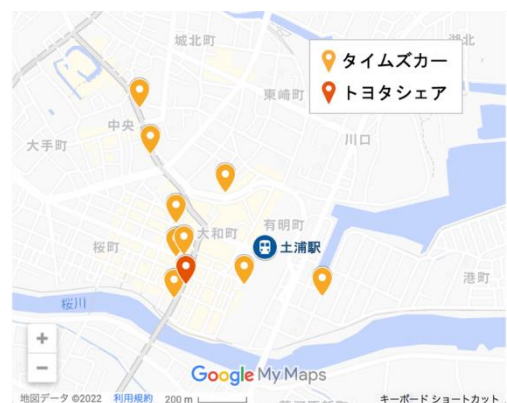 城北町
湖北
タイムズカー
トヨタシェア
東崎町
中央
川口
大手町
有明町
大和町
桜町
土浦駅
港町
桜川
+
−
Google My Maps
地図データ ©2022
利用規約
200 m
キーボード ショートカット